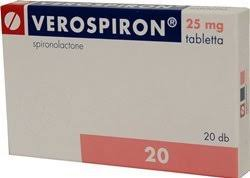 VEROSPIRON® 25 mg
spironolactone tabletta
20 db
20